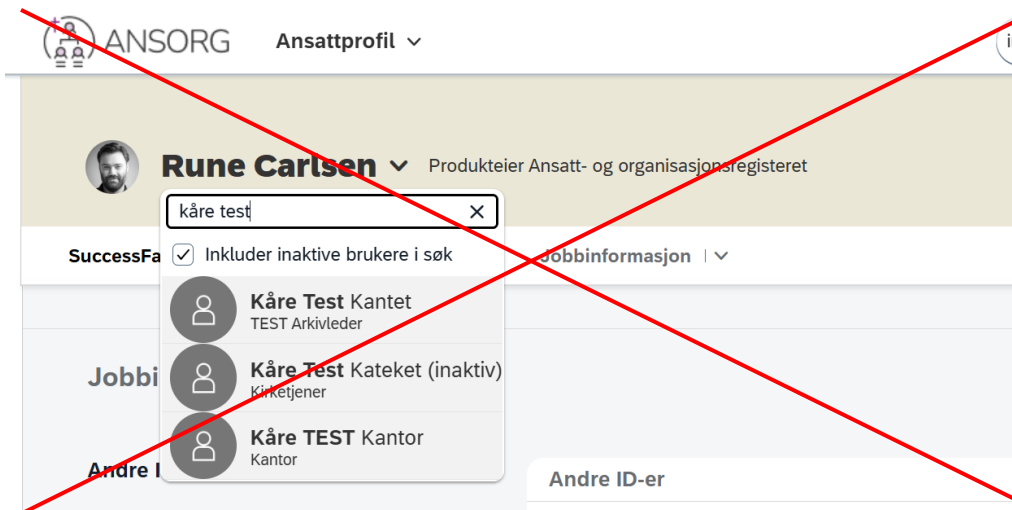 ANSORG Ansattprofil
Rune Carlsen Produkteier Ansatt- og organisasjonsregisteret
kåre test
SuccessFa Inkluder inaktive brukere i søk Jobbinformasjon
Kåre Test Kantet
TEST Arkivleder
Jobbi Kåre Test Kateket (inaktiv)
Kirketjener
Kåre TEST Kantor
Kantor
Andre I
Andre ID-er